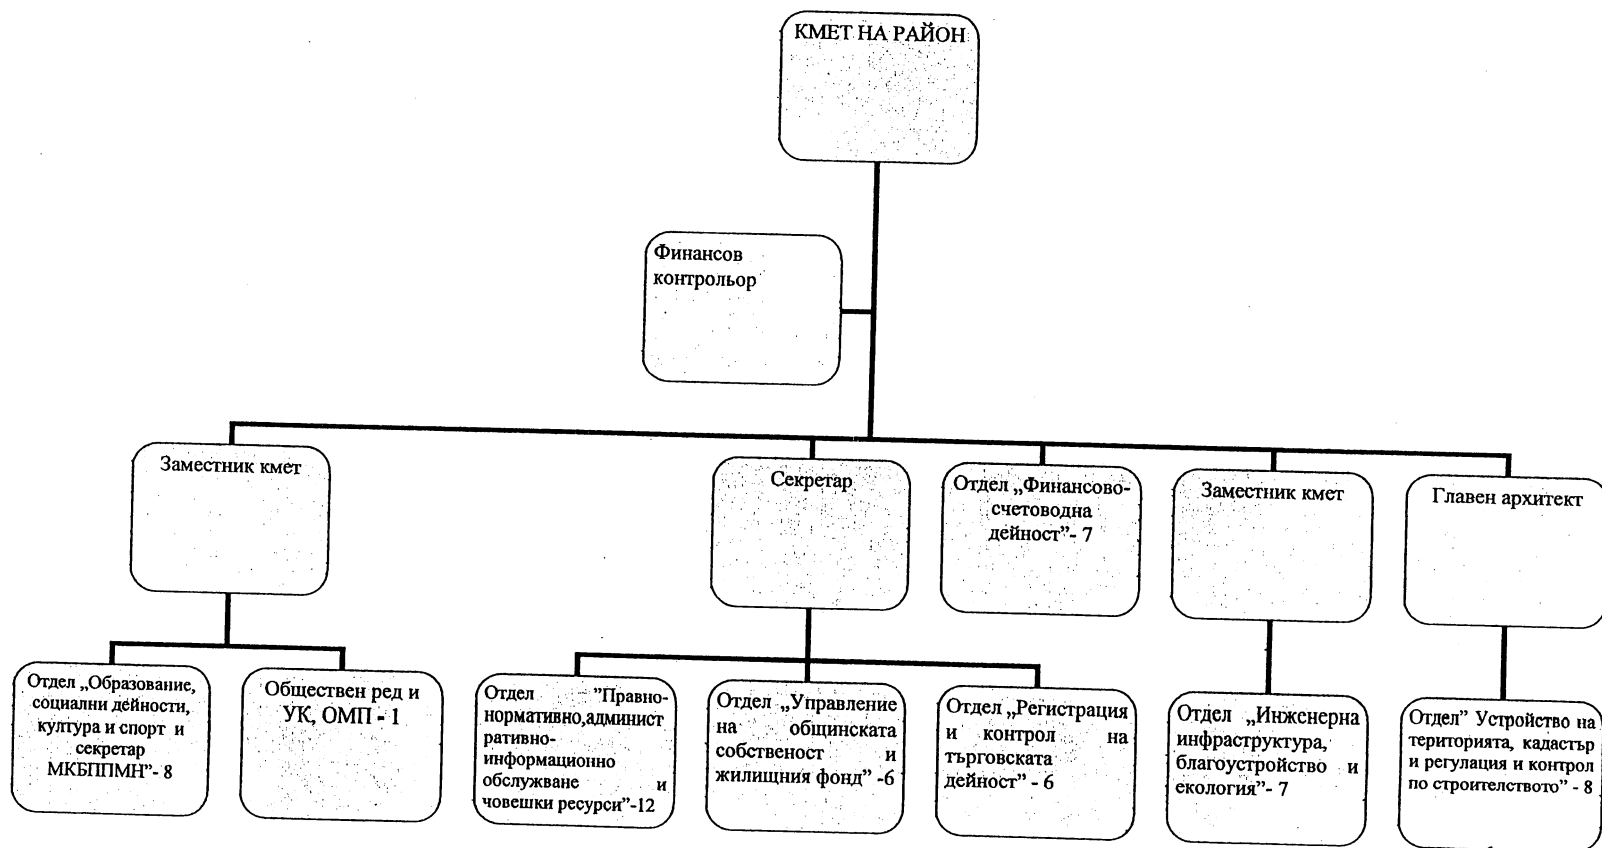 КМЕТ НА РАЙОН
Финансов
контрольор
Заместник кмет
Секретар
Отдел „Финансово-
счетоводна
дейност”- 7
Заместник кмет
Главен архитект
Отдел „Образование,
социални дейности,
култура и спорт и
секретар
МКБППМН”- 8
Обществен ред и
УК, ОМП - 1
Отдел ”Правно-
нормативно,админист
ративно-
информационно
обслужване и
човешки ресурси”-12
Отдел „Управление
на общинската
собственост и
жилищния фонд” -6
Отдел „Регистрация
и контрол на
търговската
дейност” - 6
Отдел „Инженерна
инфраструктура,
благоустройство и
екология”- 7
Отдел” Устройство на
територията, кадастър
и регулация и контрол
по строителството” - 8